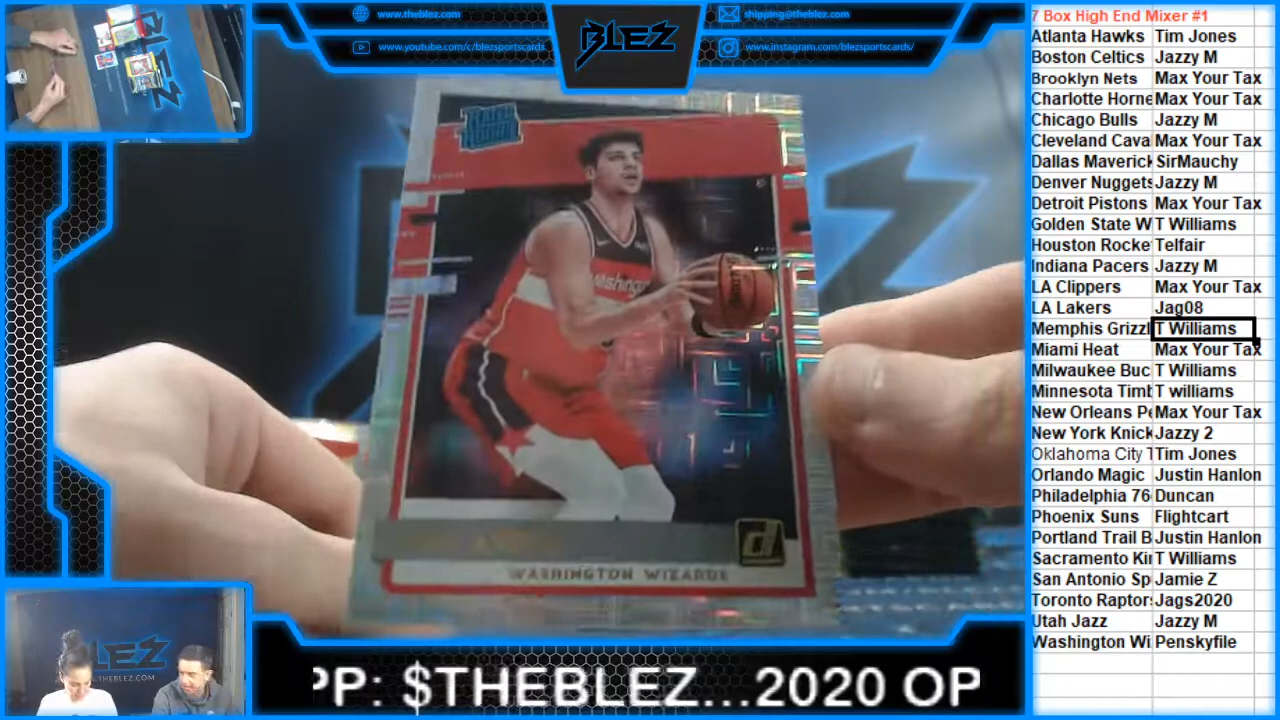 www.theblez.com
shipping@theblez.com
www.youtube.com/c/blezsportscards
www.instagram.com/blezsportscards/
BLEZ
RATED ROOKIE
Washington
WASHINGTON WIZARDS
d
BLEZ
.COM
PP: $THEBLEZ...2020 OP
7 Box High End Mixer #1
Atlanta Hawks Tim Jones
Boston Celtics Jazzy M
Brooklyn Nets Max Your Tax
Charlotte Horne Max Your Tax
Chicago Bulls Jazzy M
Cleveland Cava Max Your Tax
Dallas Maverick SirMauchy
Denver Nuggets Jazzy M
Detroit Pistons Max Your Tax
Golden State W T Williams
Houston Rocke Telfair
Indiana Pacers Jazzy M
LA Clippers Max Your Tax
LA Lakers Jag08
Memphis Grizzl T Williams
Miami Heat Max Your Tax
Milwaukee Buc T Williams
Minnesota Timb T williams
New Orleans Pe Max Your Tax
New York Knick Jazzy 2
Oklahoma City T Tim Jones
Orlando Magic Justin Hanlon
Philadelphia 76 Duncan
Phoenix Suns Flightcart
Portland Trail B Justin Hanlon
Sacramento Kin T Williams
San Antonio Sp Jamie Z
Toronto Raptors Jags2020
Utah Jazz Jazzy M
Washington Wi Penskyfile